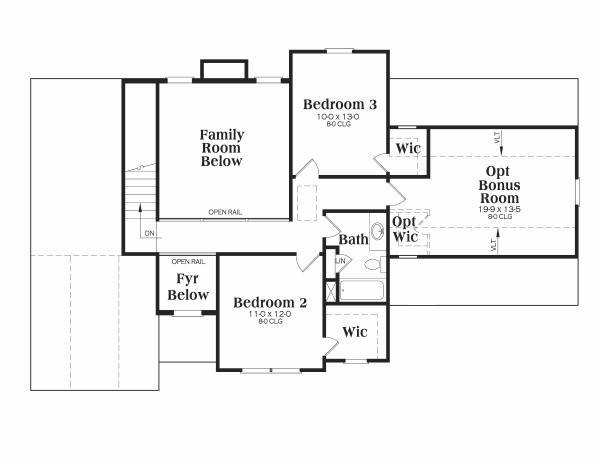 Bedroom 3
10-0 x 13-0
8-0 CLG
Family
Room
Below
Wic
VLT
Opt
Bonus
Room
19-9 x 13-5
8-0 CLG
OPEN RAIL
Opt
Wic
DN
Bath
VLT
OPEN RAIL
LIN
Fyr
Below
Bedroom 2
11-0 x 12-0
8-0 CLG
Wic